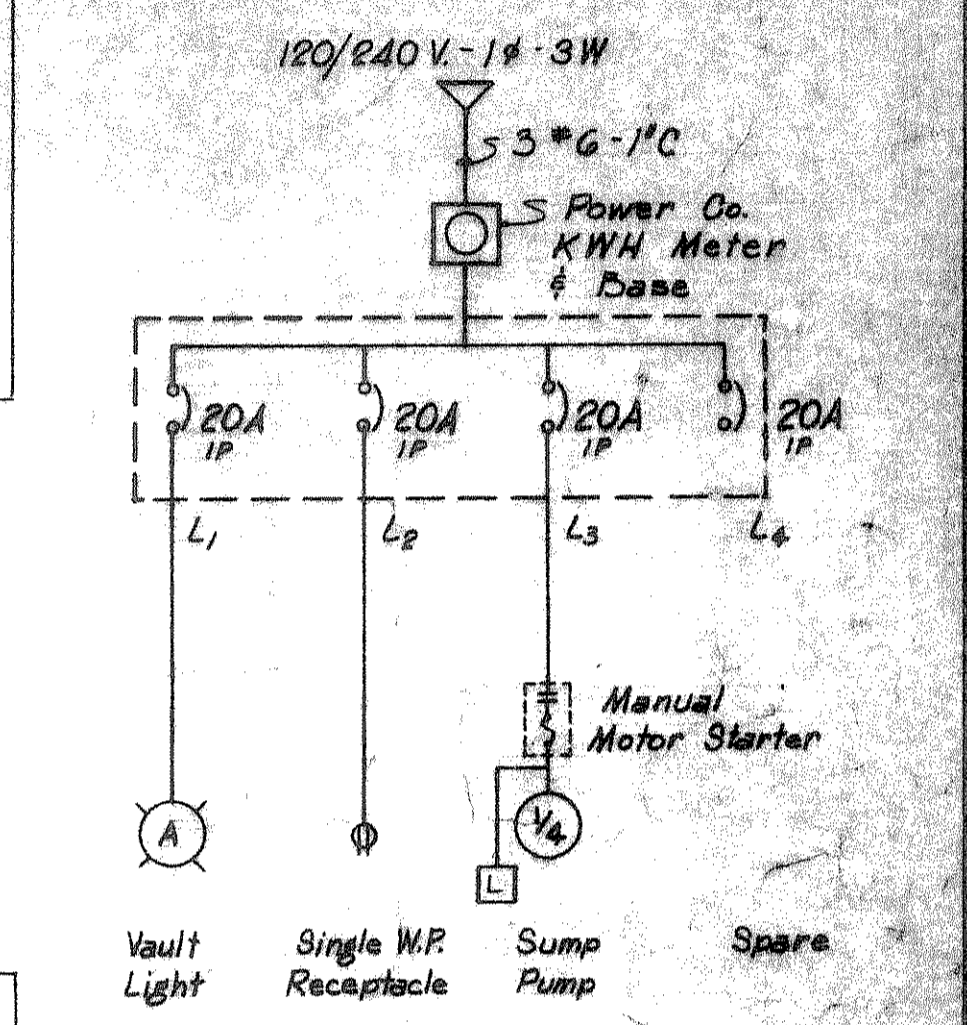 120/240 V. - 1ϕ - 3W
3 #6 - 1"C
Power Co.
KWH Meter
& Base
20A
1P
20A
1P
20A
1P
20A
1P
L1
L2
L3
L4
Manual
Motor Starter
A
1/4
L
Vault
Light
Single W.P.
Receptacle
Sump
Pump
Spare